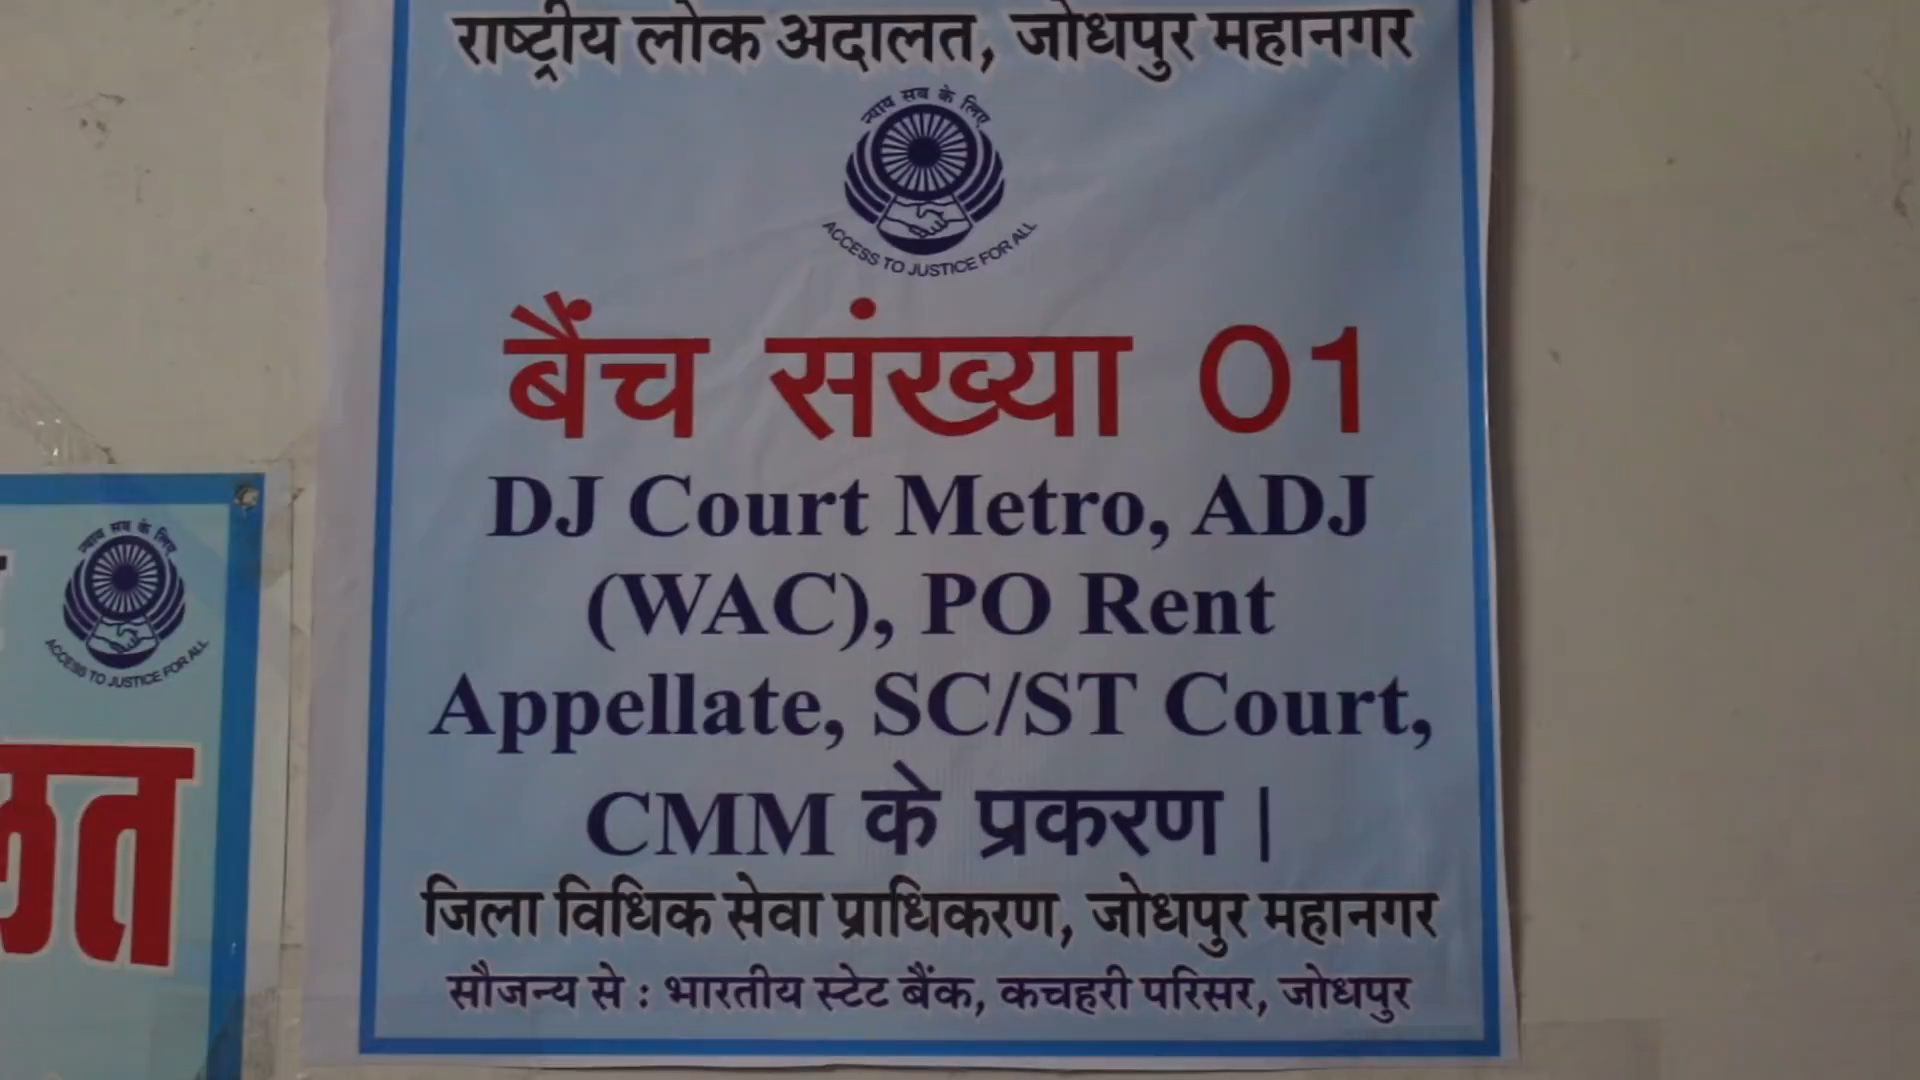 राष्ट्रीय लोक अदालत, जोधपुर महानगर
न्याय सब के लिए
ACCESS TO JUSTICE FOR ALL
बैंच संख्या 01
DJ Court Metro, ADJ
(WAC), PO Rent
Appellate, SC/ST Court,
CMM के प्रकरण |
जिला विधिक सेवा प्राधिकरण, जोधपुर महानगर
सौजन्य से : भारतीय स्टेट बैंक, कचहरी परिसर, जोधपुर
न्याय सब के लिए
ACCESS TO JUSTICE FOR ALL